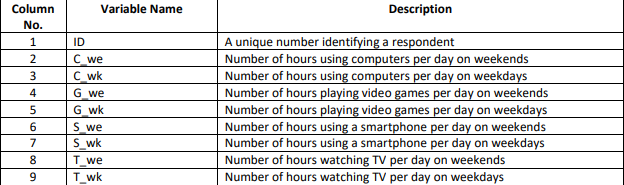 Column No. Variable Name Description
1 ID A unique number identifying a respondent
2 C_we Number of hours using computers per day on weekends
3 C_wk Number of hours using computers per day on weekdays
4 G_we Number of hours playing video games per day on weekends
5 G_wk Number of hours playing video games per day on weekdays
6 S_we Number of hours using a smartphone per day on weekends
7 S_wk Number of hours using a smartphone per day on weekdays
8 T_we Number of hours watching TV per day on weekends
9 T_wk Number of hours watching TV per day on weekdays